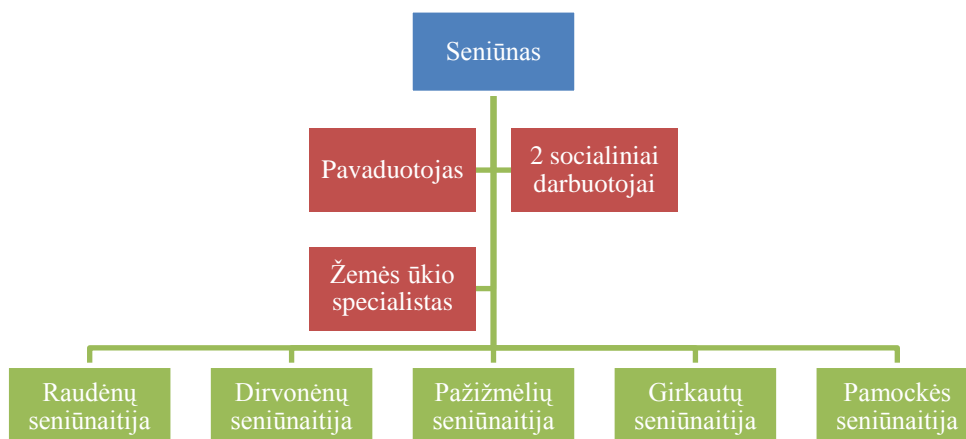 Seniūnas
Pavaduotojas
2 socialiniai
darbuotojai
Žemės ūkio
specialistas
Raudėnų
seniūnaitija
Dirvonėnų
seniūnaitija
Pažižmėlių
seniūnaitija
Girkautų
seniūnaitija
Pamockės
seniūnaitija